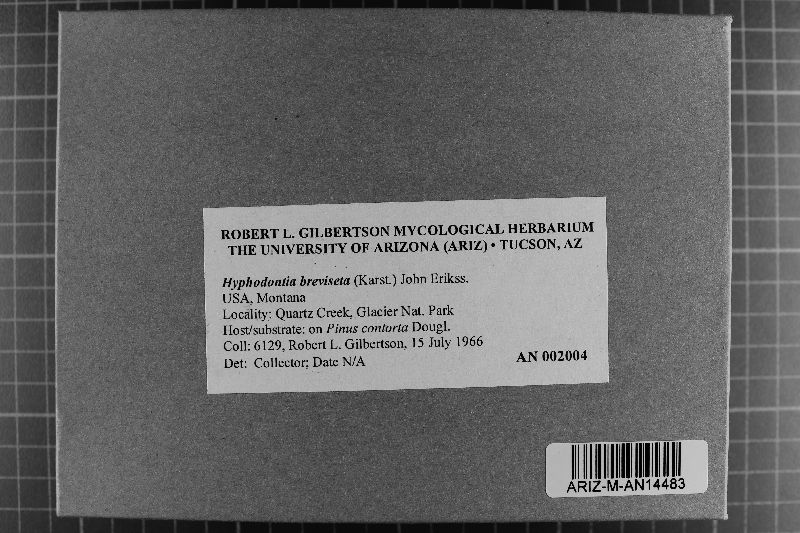 ROBERT L. GILBERTSON MYCOLOGICAL HERBARIUM
THE UNIVERSITY OF ARIZONA (ARIZ) • TUCSON, AZ
Hyphodontia breviseta (Karst.) John Erikss.
USA, Montana
Locality: Quartz Creek, Glacier Nat. Park
Host/substrate: on Pinus contorta Dougl.
Coll: 6129, Robert L. Gilbertson, 15 July 1966
Det: Collector; Date N/A
AN 002004
ARIZ-M-AN14483